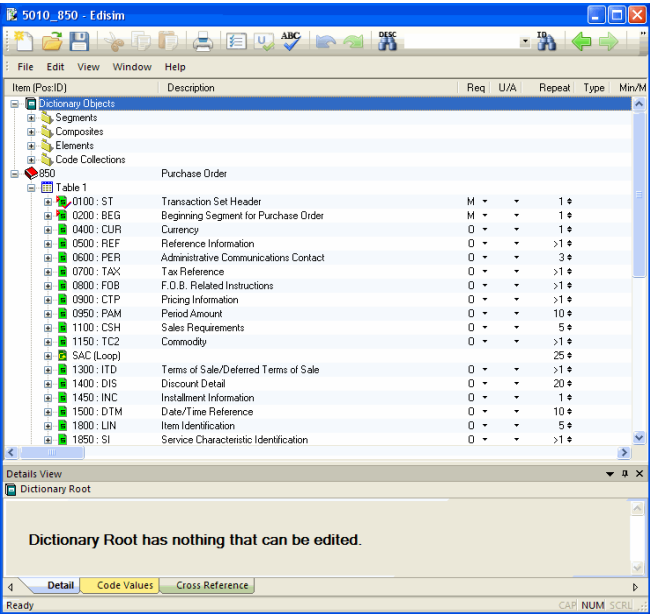 5010_850 - Edisim
ABC DESC ID
File Edit View Window Help
Item (Pos:ID) Description Req U/A Repeat Type Min/M
Dictionary Objects
Segments
Composites
Elements
Code Collections
850 Purchase Order
Table 1
0100 : ST Transaction Set Header M 1
0200 : BEG Beginning Segment for Purchase Order M 1
0400 : CUR Currency O 1
0500 : REF Reference Information O >1
0600 : PER Administrative Communications Contact O 3
0700 : TAX Tax Reference O >1
0800 : FOB F.O.B. Related Instructions O >1
0900 : CTP Pricing Information O >1
0950 : PAM Period Amount O 10
1100 : CSH Sales Requirements O 5
1150 : TC2 Commodity O >1
SAC (Loop) 25
1300 : ITD Terms of Sale/Deferred Terms of Sale O >1
1400 : DIS Discount Detail O 20
1450 : INC Installment Information O 1
1500 : DTM Date/Time Reference O 10
1800 : LIN Item Identification O 5
1850 : SI Service Characteristic Identification O >1
Details View
Dictionary Root
Dictionary Root has nothing that can be edited.
Detail Code Values Cross Reference
Ready CAP NUM SCRL